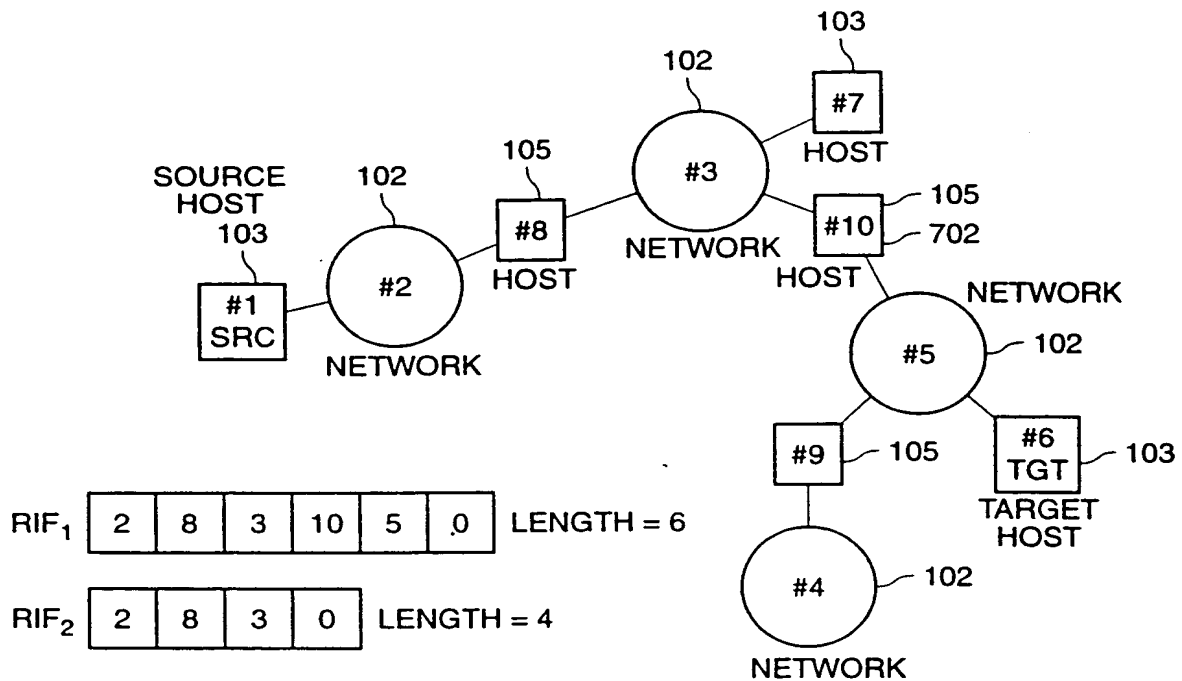 103
102
#7
HOST
105
SOURCE
HOST
102
#3
105
103
#8
#10
702
NETWORK
HOST
HOST
#2
NETWORK
#1
SRC
NETWORK
#5
102
#9
105
#6
TGT
103
TARGET
HOST
RIF1 2 8 3 10 5 0 LENGTH = 6
#4
102
RIF2 2 8 3 0 LENGTH = 4
NETWORK